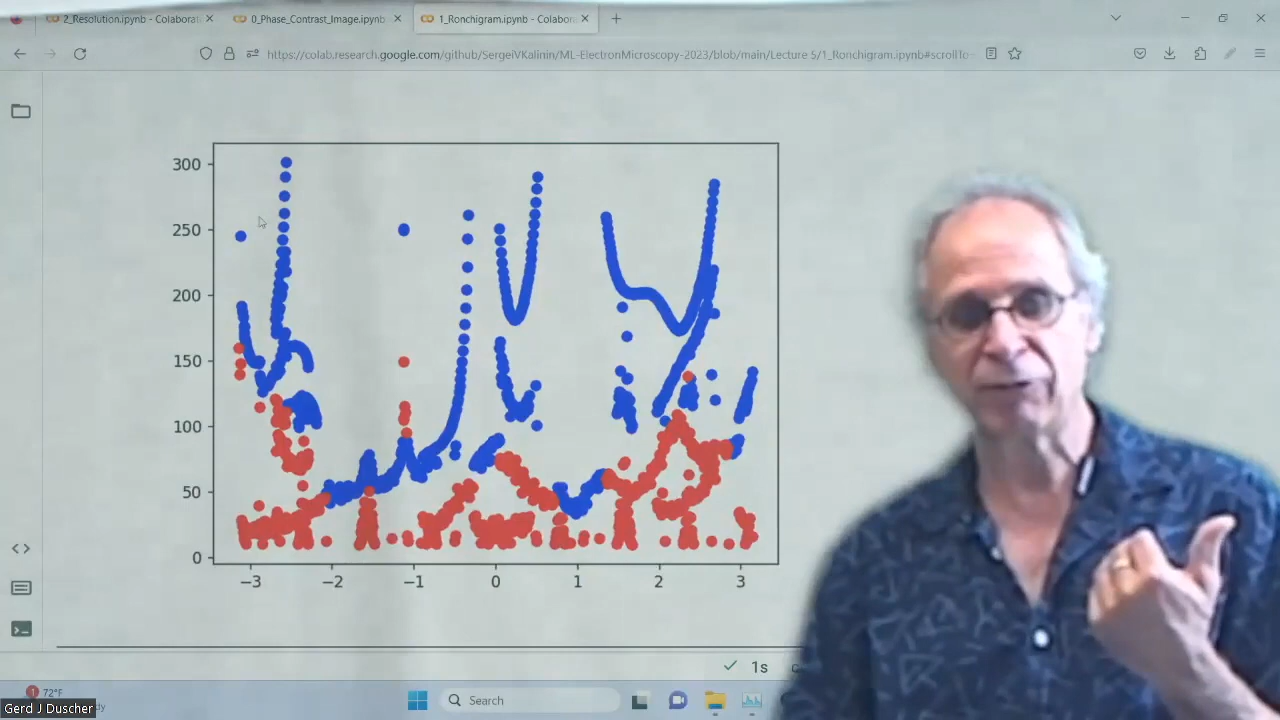 2_Resolution.ipynb - Colaborat
0_Phase_Contrast_Image.ipynb
1_Ronchigram.ipynb - Colabora
https://colab.research.google.com/github/SergeiVKalinin/ML-ElectronMicroscopy-2023/blob/main/Lecture 5/1_Ronchigram.ipynb#scrollTo
300
250
200
150
100
50
0
−3 −2 −1 0 1 2 3
1s
1
72°F
Search
Gerd J Duscher